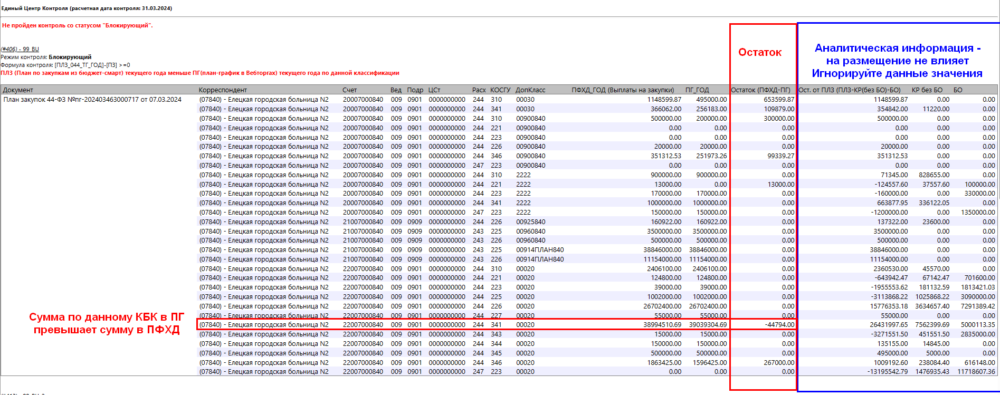 Единый Центр Контроля (расчетная дата контроля: 31.03.2024)
Не пройден контроль со статусом "Блокирующий".
(#406) - 99_BU
Режим контроля: Блокирующий
Формула контроля: [ПЛЗ_044_ТГ_ГОД]-[ПЗ] >=0
ПЛЗ (План по закупкам из бюджет-смарт) текущего года меньше ПГ(план-график в Вебторгах) текущего года по данной классификации
Остаток
Аналитическая информация -
на размещение не влияет
Игнорируйте данные значения
Документ Корреспондент Счет Вед Подр ЦСт Расх КОСГУ ДопКласс ПФХД_ГОД (Выплаты на закупки) ПГ_ГОД Остаток (ПФХД-ПГ) Ост. от ПЛЗ (ПЛЗ-КР(без БО)-БО) КР без БО БО
План закупок 44-ФЗ №пг-202403463000717 от 07.03.2024 (07840) - Елецкая городская больница N2 20007000840 009 0901 0000000000 244 310 00030 1148599.87 495000.00 653599.87 1148599.87 0.00 0.00
(07840) - Елецкая городская больница N2 20007000840 009 0901 0000000000 244 341 00030 366062.00 256183.00 109879.00 354842.00 11220.00 0.00
(07840) - Елецкая городская больница N2 20007000840 009 0901 0000000000 244 310 00900840 500000.00 200000.00 300000.00 500000.00 0.00 0.00
(07840) - Елецкая городская больница N2 20007000840 009 0901 0000000000 244 221 00900840 0.00 0.00 0.00 0.00 0.00 0.00
(07840) - Елецкая городская больница N2 20007000840 009 0901 0000000000 244 223 00900840 0.00 0.00 0.00 0.00 0.00 0.00
(07840) - Елецкая городская больница N2 20007000840 009 0901 0000000000 244 226 00900840 20000.00 20000.00 0.00 20000.00 0.00 0.00
(07840) - Елецкая городская больница N2 20007000840 009 0901 0000000000 244 346 00900840 351312.53 251973.26 99339.27 351312.53 0.00 0.00
(07840) - Елецкая городская больница N2 20007000840 009 0901 0000000000 247 223 00900840 0.00 0.00 0.00 0.00 0.00 0.00
(07840) - Елецкая городская больница N2 20007000840 009 0901 0000000000 244 310 2222 900000.00 900000.00 0.00 71345.00 828655.00 0.00
(07840) - Елецкая городская больница N2 20007000840 009 0901 0000000000 244 221 2222 13000.00 0.00 13000.00 -124557.60 37557.60 100000.00
(07840) - Елецкая городская больница N2 20007000840 009 0901 0000000000 244 223 2222 170000.00 170000.00 0.00 -160000.00 0.00 330000.00
(07840) - Елецкая городская больница N2 20007000840 009 0901 0000000000 244 341 2222 1000000.00 1000000.00 0.00 663877.95 336122.05 0.00
(07840) - Елецкая городская больница N2 20007000840 009 0901 0000000000 247 223 2222 150000.00 150000.00 0.00 -1200000.00 0.00 1350000.00
(07840) - Елецкая городская больница N2 21007000840 009 0909 0000000000 244 226 00925840 160922.00 160922.00 0.00 137322.00 23600.00 0.00
(07840) - Елецкая городская больница N2 21007000840 009 0909 0000000000 243 225 00960840 3500000.00 3500000.00 0.00 3500000.00 0.00 0.00
(07840) - Елецкая городская больница N2 21007000840 009 0909 0000000000 243 226 00960840 500000.00 500000.00 0.00 500000.00 0.00 0.00
(07840) - Елецкая городская больница N2 21007000840 009 0909 0000000000 243 225 00914ПЛАН840 38846000.00 38846000.00 0.00 38846000.00 0.00 0.00
(07840) - Елецкая городская больница N2 21007000840 009 0909 0000000000 243 226 00914ПЛАН840 11154000.00 11154000.00 0.00 11154000.00 0.00 0.00
(07840) - Елецкая городская больница N2 22007000840 009 0901 0000000000 244 310 00020 2406100.00 2406100.00 0.00 2360530.00 45570.00 0.00
(07840) - Елецкая городская больница N2 22007000840 009 0901 0000000000 244 221 00020 124800.00 124800.00 0.00 -643942.47 67142.47 701600.00
(07840) - Елецкая городская больница N2 22007000840 009 0901 0000000000 244 223 00020 39000.00 39000.00 0.00 -1955553.62 181132.59 1813421.03
(07840) - Елецкая городская больница N2 22007000840 009 0901 0000000000 244 225 00020 1002000.00 1002000.00 0.00 -3113868.22 1025868.22 3090000.00
(07840) - Елецкая городская больница N2 22007000840 009 0901 0000000000 244 226 00020 26702400.00 26702400.00 0.00 15776353.18 3634657.40 7291389.42
(07840) - Елецкая городская больница N2 22007000840 009 0901 0000000000 244 227 00020 55000.00 55000.00 0.00 55000.00 0.00 0.00
Сумма по данному КБК в ПГ
превышает сумму в ПФХД
(07840) - Елецкая городская больница N2 22007000840 009 0901 0000000000 244 341 00020 38994510.69 39039304.69 -44794.00 26431997.65 7562399.69 5000113.35
(07840) - Елецкая городская больница N2 22007000840 009 0901 0000000000 244 343 00020 15000.00 15000.00 0.00 -3271551.50 451551.50 2835000.00
(07840) - Елецкая городская больница N2 22007000840 009 0901 0000000000 244 344 00020 150000.00 150000.00 0.00 135155.00 14845.00 0.00
(07840) - Елецкая городская больница N2 22007000840 009 0901 0000000000 244 345 00020 500000.00 500000.00 0.00 495000.00 5000.00 0.00
(07840) - Елецкая городская больница N2 22007000840 009 0901 0000000000 244 346 00020 1863425.00 1596425.00 267000.00 1009192.60 238084.40 616148.00
(07840) - Елецкая городская больница N2 22007000840 009 0901 0000000000 247 223 00020 0.00 0.00 0.00 -13195542.79 1476935.43 11718607.36